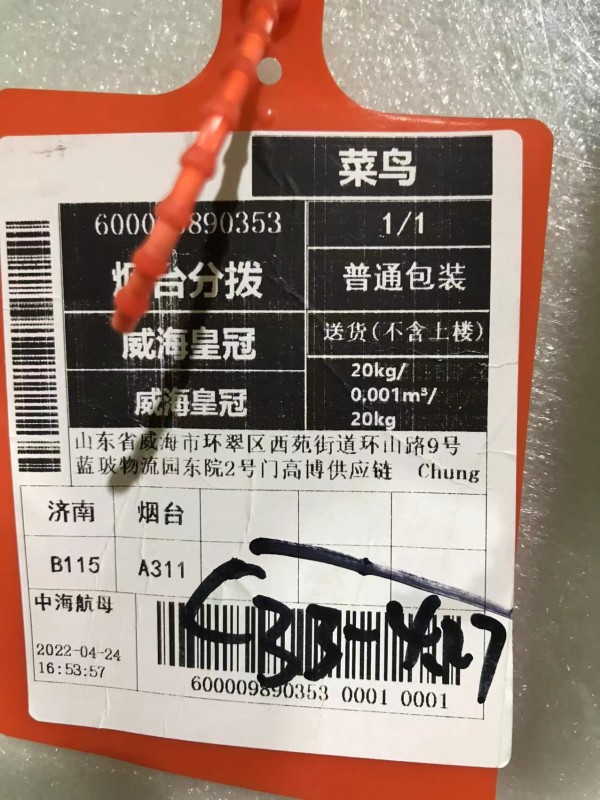 菜鸟
600009890353
1/1
烟台分拨
普通包装
威海皇冠
送货(不含上楼)
威海皇冠
20kg/
0.001m³/
20kg
山东省威海市环翠区西苑街道环山路9号
蓝玻物流园东院2号门高博供应链 Chung
济南 烟台
B115 A311
中海航母
2022-04-24
16:53:57
600009890353 0001 0001